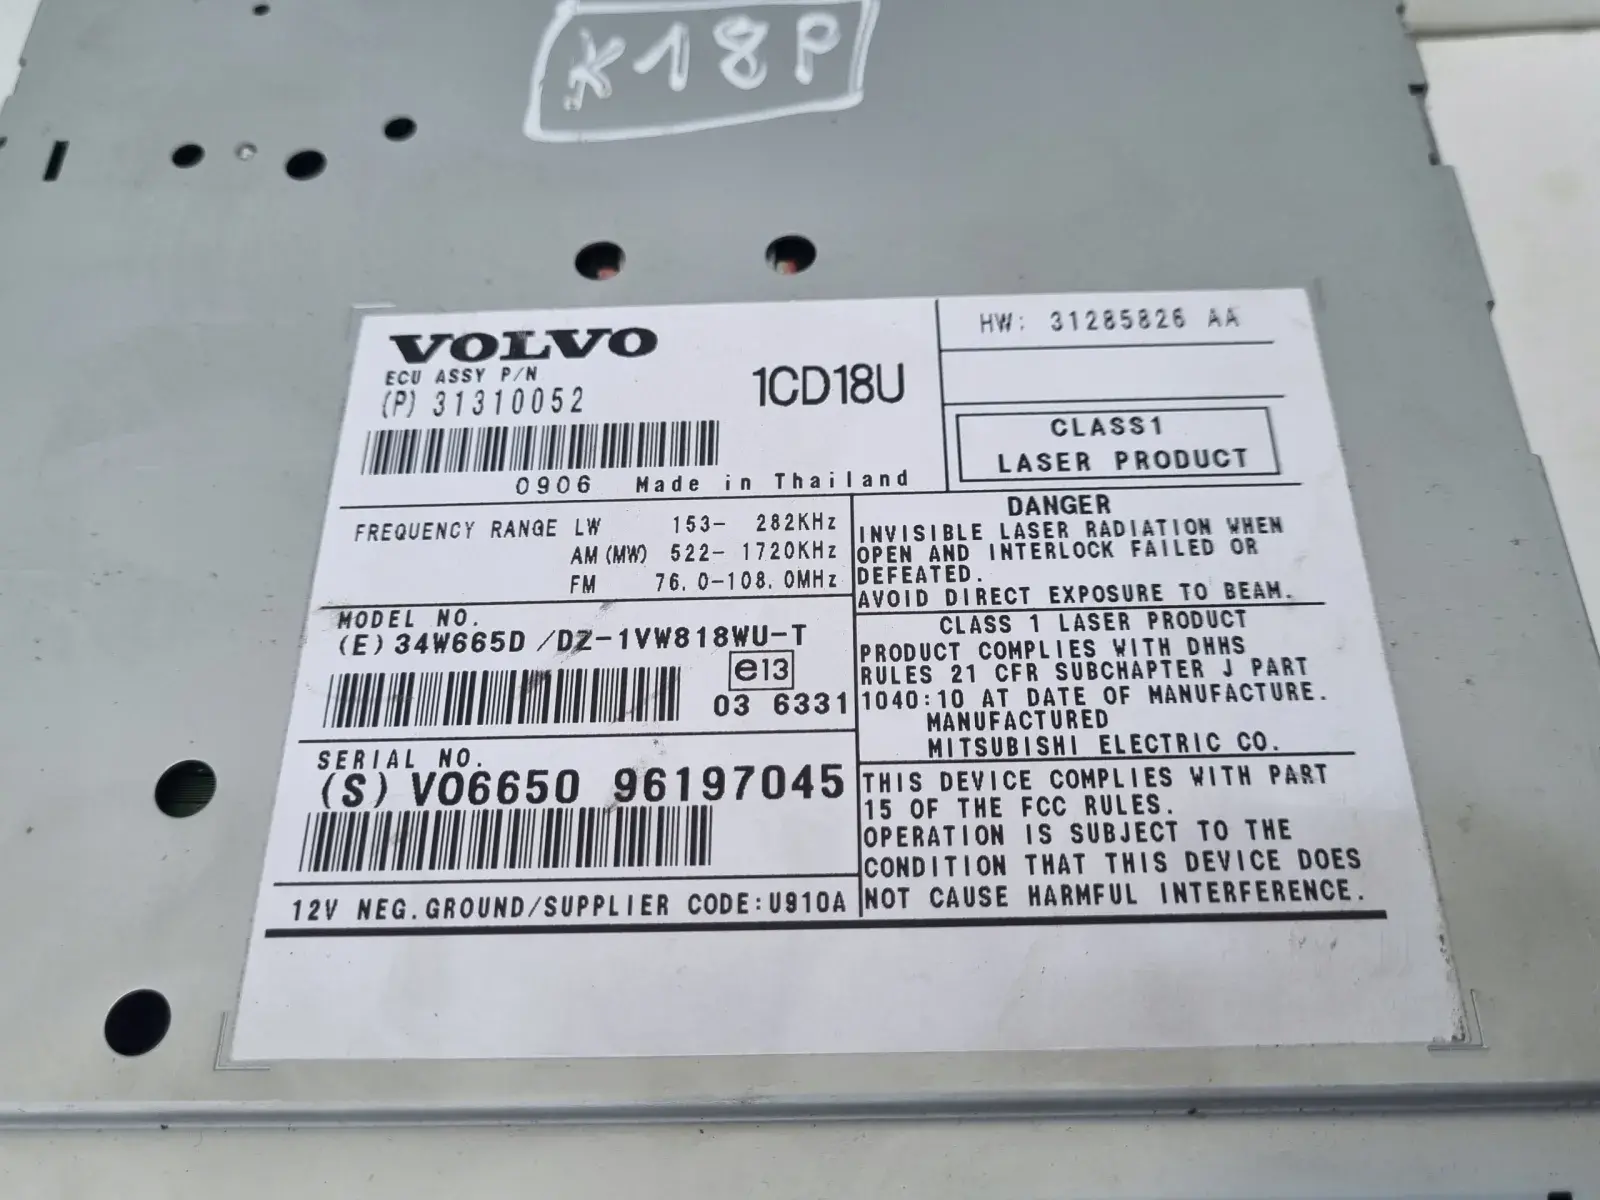 K18P
VOLVO
ECU ASSY P/N
(P) 31310052
1CD18U
HW: 31285826 AA
CLASS1
LASER PRODUCT
0906 Made in Thailand
FREQUENCY RANGE LW 153- 282KHz
AM(MW) 522- 1720KHz
FM 76.0-108.0MHz
MODEL NO.
(E) 34W665D /DZ-1VW818WU-T
e13
03 6331
SERIAL NO.
(S) VO6650 96197045
12V NEG.GROUND/SUPPLIER CODE:U910A
DANGER
INVISIBLE LASER RADIATION WHEN
OPEN AND INTERLOCK FAILED OR
DEFEATED.
AVOID DIRECT EXPOSURE TO BEAM.
CLASS 1 LASER PRODUCT
PRODUCT COMPLIES WITH DHHS
RULES 21 CFR SUBCHAPTER J PART
1040:10 AT DATE OF MANUFACTURE.
MANUFACTURED
MITSUBISHI ELECTRIC CO.
THIS DEVICE COMPLIES WITH PART
15 OF THE FCC RULES.
OPERATION IS SUBJECT TO THE
CONDITION THAT THIS DEVICE DOES
NOT CAUSE HARMFUL INTERFERENCE.